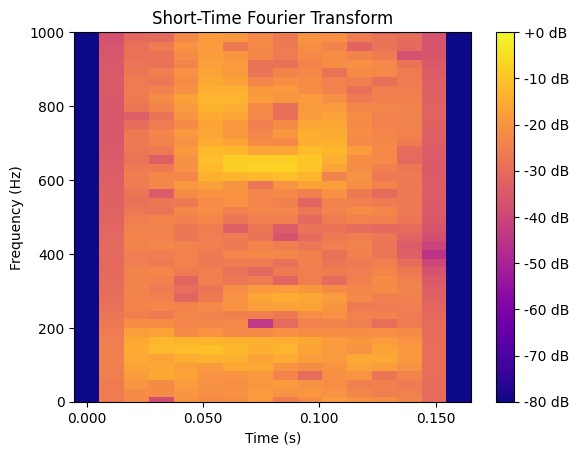 Short-Time Fourier Transform
Frequency (Hz)
1000
800
600
400
200
0
0.000
0.050
0.100
0.150
Time (s)
+0 dB
-10 dB
-20 dB
-30 dB
-40 dB
-50 dB
-60 dB
-70 dB
-80 dB